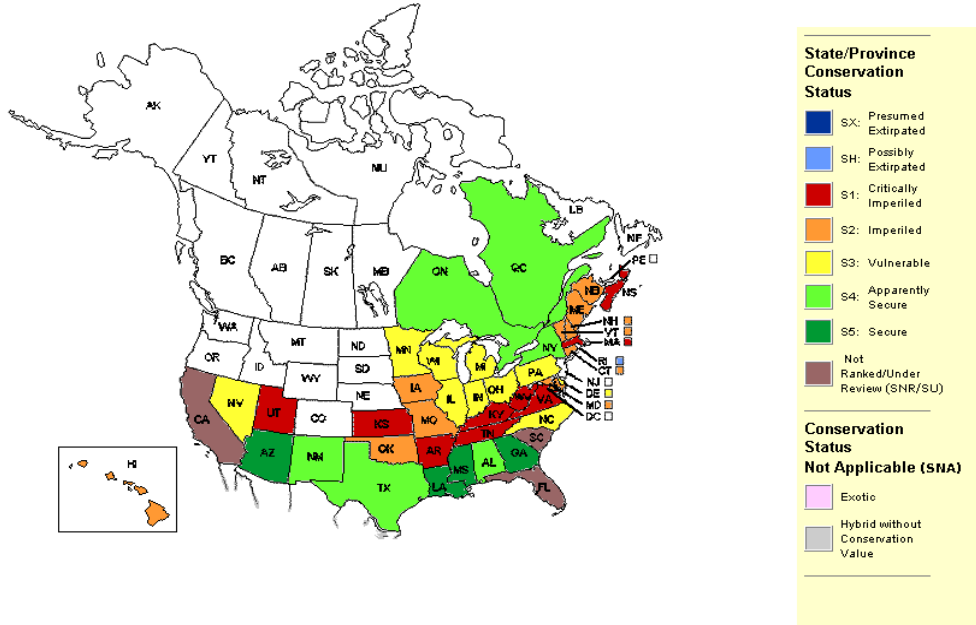 AK
YT
NT
NU
BC
AB
SK
MB
ON
QC
LB
NF
PE
NB
NS
ME
NH
VT
MA
RI
CT
NJ
DE
MD
DC
WA
OR
ID
MT
ND
SD
WY
NE
MN
WI
MI
NY
PA
IA
IL
IN
OH
CA
NV
UT
CO
KS
MO
KY
WV
VA
AZ
NM
OK
AR
TN
NC
SC
TX
LA
MS
AL
GA
FL
HI
State/Province
Conservation
Status
SX: Presumed
Extirpated
SH: Possibly
Extirpated
S1: Critically
Imperiled
S2: Imperiled
S3: Vulnerable
S4: Apparently
Secure
S5: Secure
Not
Ranked/Under
Review (SNR/SU)
Conservation
Status
Not Applicable (SNA)
Exotic
Hybrid without
Conservation
Value